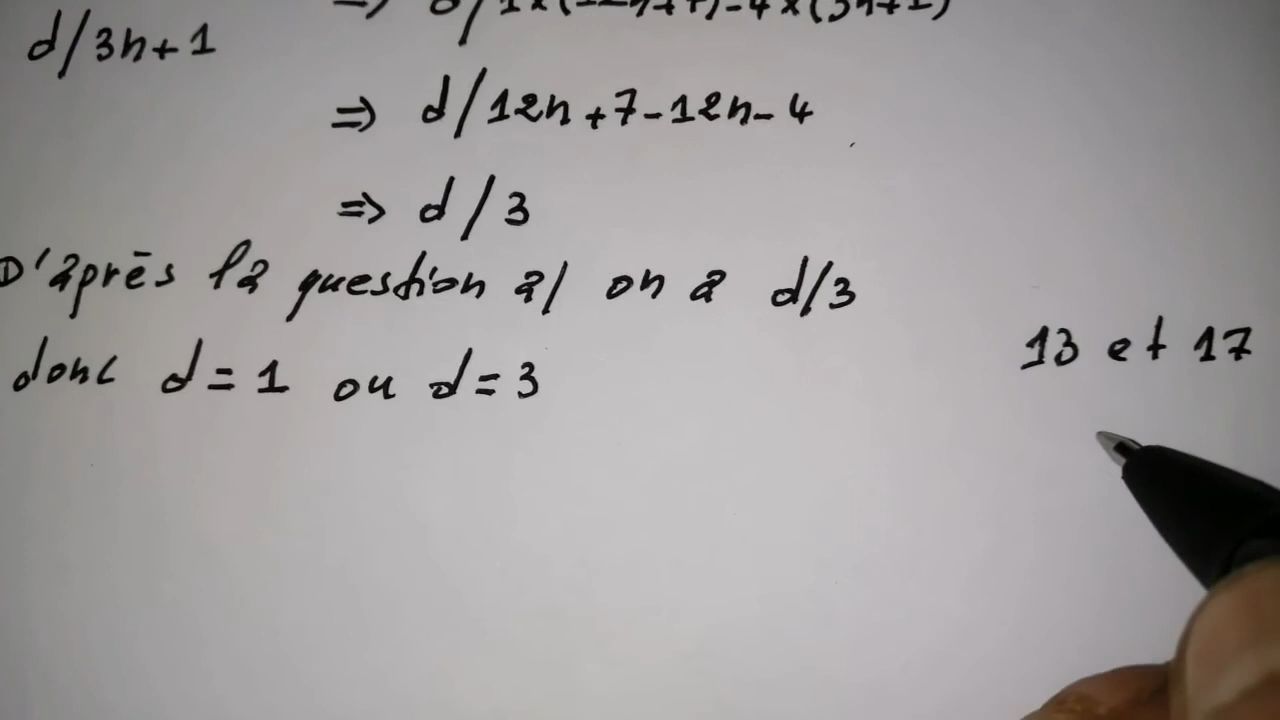 d/3n+1
=> d/12n+7-12n-4
=> d/3
D'après la question a/ on a d/3
donc d=1 ou d=3
13 et 17